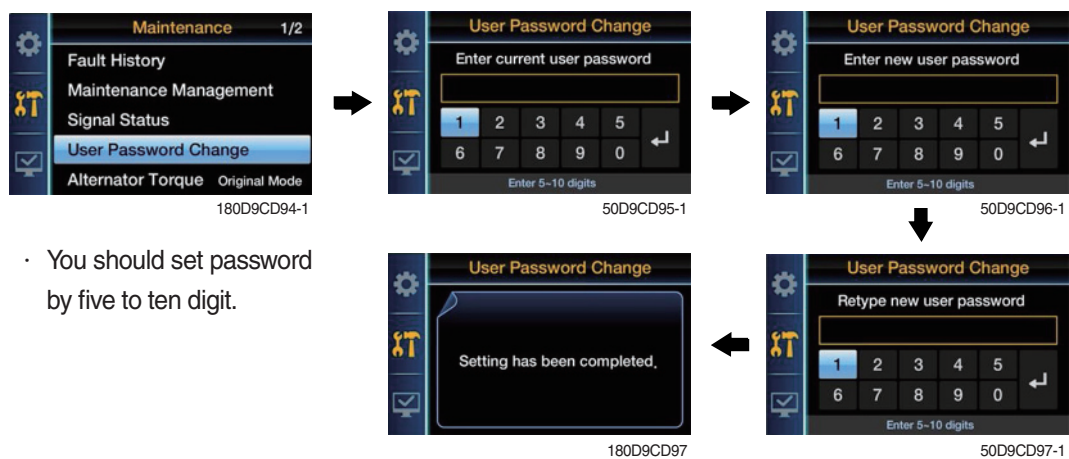 Maintenance 1/2
Fault History
Maintenance Management
Signal Status
User Password Change
Alternator Torque Original Mode
180D9CD94-1
User Password Change
Enter current user password
1 2 3 4 5
6 7 8 9 0
Enter 5~10 digits
50D9CD95-1
User Password Change
Enter new user password
1 2 3 4 5
6 7 8 9 0
Enter 5~10 digits
50D9CD96-1
· You should set password
by five to ten digit.
User Password Change
Retype new user password
1 2 3 4 5
6 7 8 9 0
Enter 5~10 digits
50D9CD97-1
User Password Change
Setting has been completed.
180D9CD97